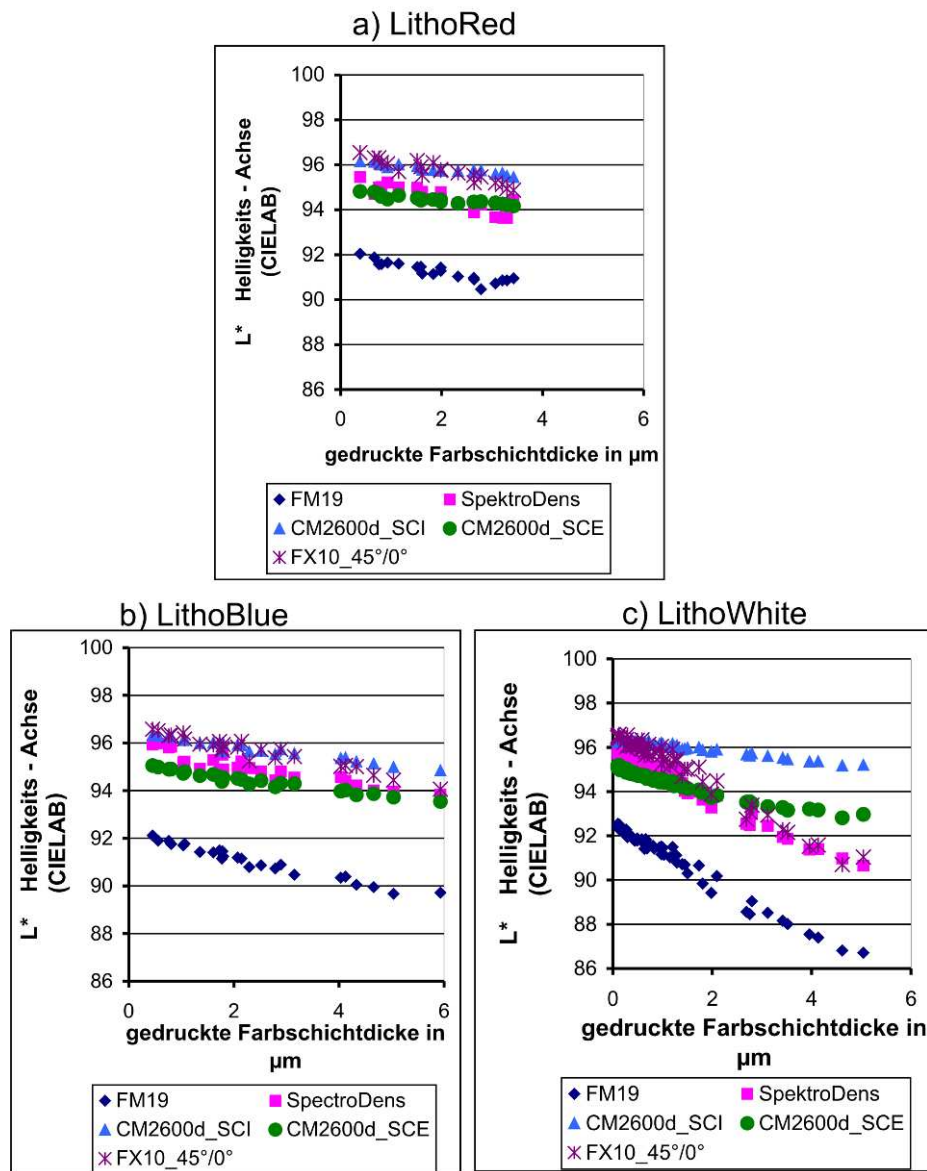 a) LithoRed
100
98
96
94
92
90
88
86
L* Helligkeits - Achse
(CIELAB)
0 2 4 6
gedruckte Farbschichtdicke in µm
FM19 SpektroDens
CM2600d_SCI CM2600d_SCE
FX10_45°/0°
b) LithoBlue
100
98
96
94
92
90
88
86
L* Helligkeits - Achse
(CIELAB)
0 2 4 6
gedruckte Farbschichtdicke in
µm
FM19 SpectroDens
CM2600d_SCI CM2600d_SCE
FX10_45°/0°
c) LithoWhite
100
98
96
94
92
90
88
86
L* Helligkeits - Achse
(CIELAB)
0 2 4 6
gedruckte Farbschichtdicke in
µm
FM19 SpektroDens
CM2600d_SCI CM2600d_SCE
FX10_45°/0°